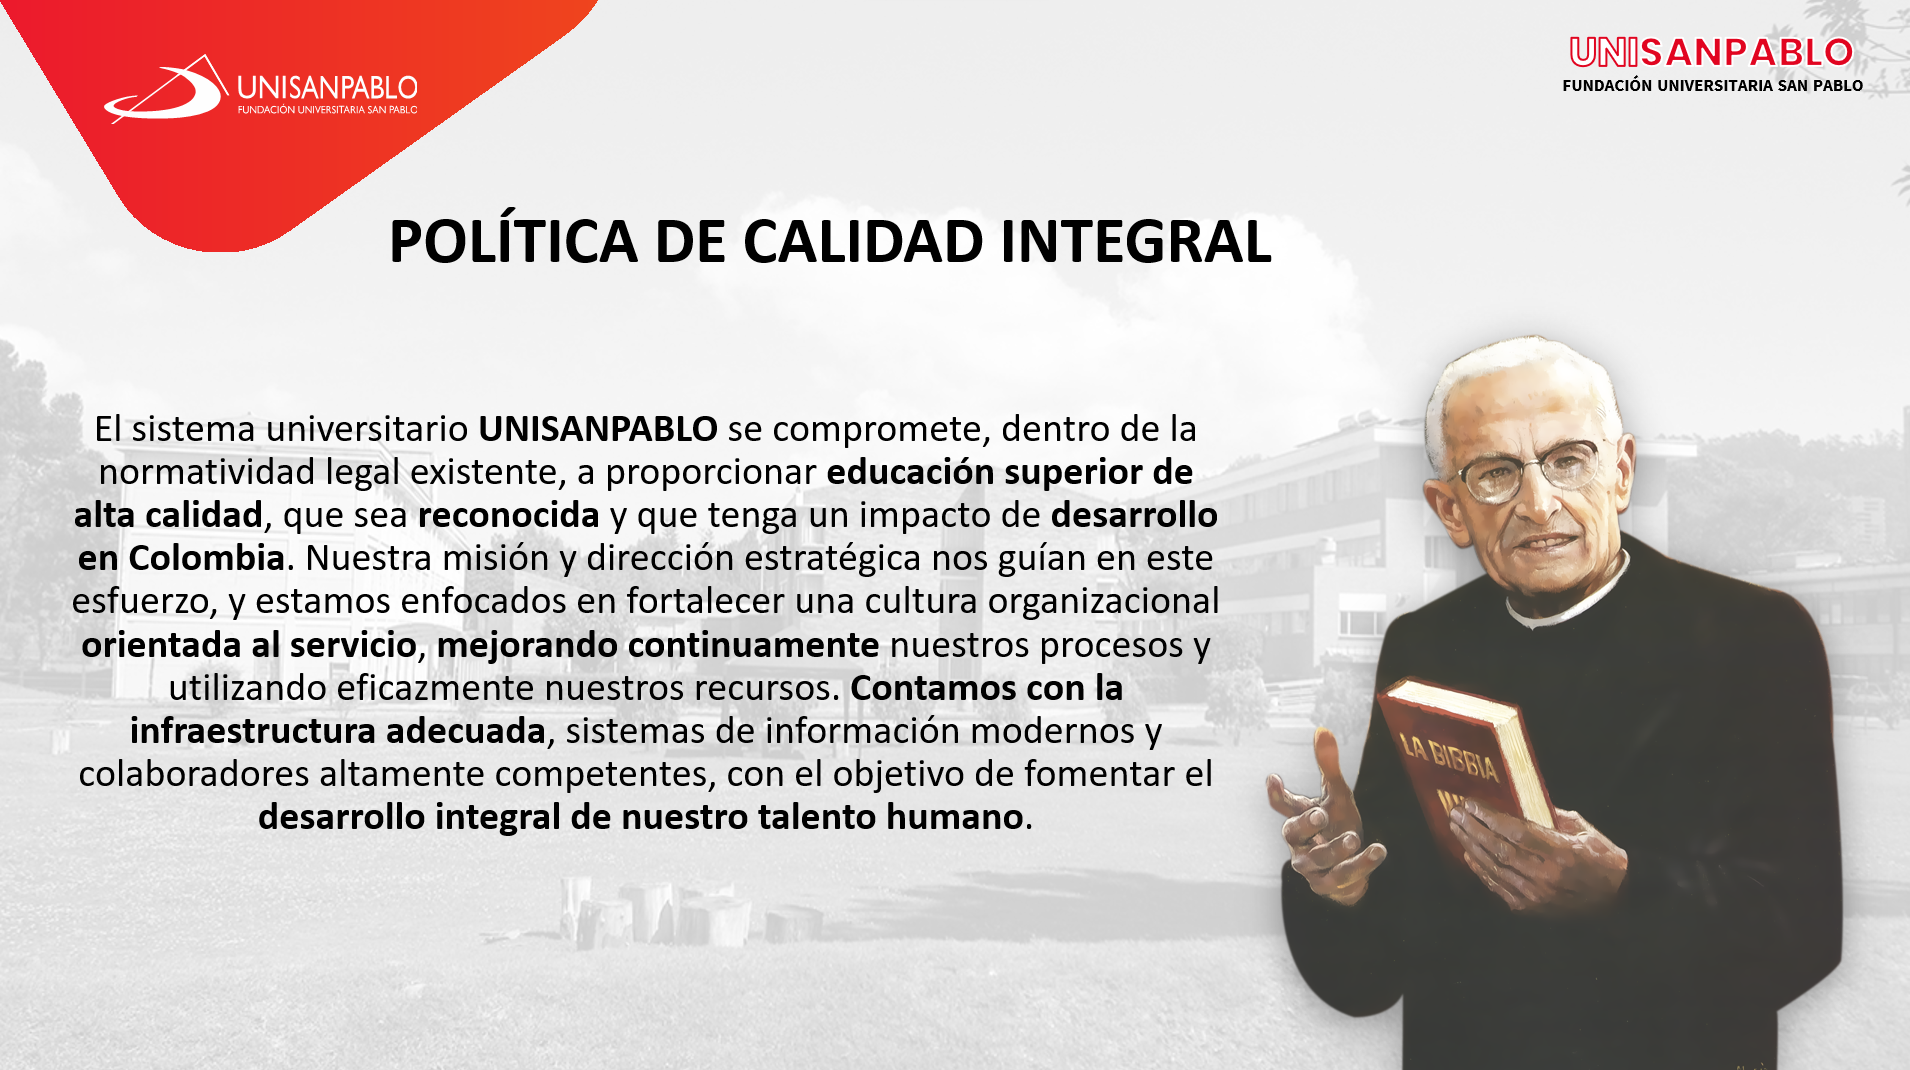 UNISANPABLO
FUNDACIÓN UNIVERSITARIA SAN PABLO
UNISANPABLO
FUNDACIÓN UNIVERSITARIA SAN PABLO
POLÍTICA DE CALIDAD INTEGRAL
El sistema universitario UNISANPABLO se compromete, dentro de la
normatividad legal existente, a proporcionar educación superior de
alta calidad, que sea reconocida y que tenga un impacto de desarrollo
en Colombia. Nuestra misión y dirección estratégica nos guían en este
esfuerzo, y estamos enfocados en fortalecer una cultura organizacional
orientada al servicio, mejorando continuamente nuestros procesos y
utilizando eficazmente nuestros recursos. Contamos con la
infraestructura adecuada, sistemas de información modernos y
colaboradores altamente competentes, con el objetivo de fomentar el
desarrollo integral de nuestro talento humano.
LA BIBBIA